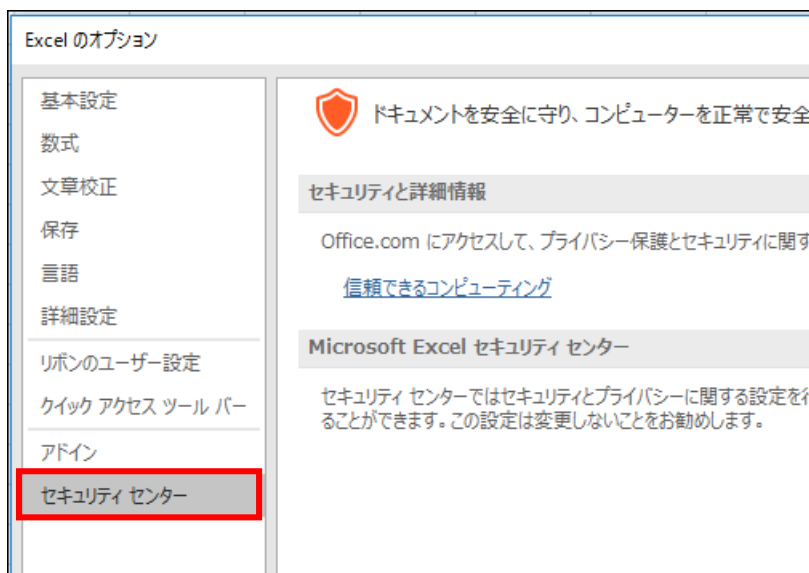 Excel のオプション
基本設定
数式
文章校正
保存
言語
詳細設定
リボンのユーザー設定
クイック アクセス ツール バー
アドイン
セキュリティ センター
ドキュメントを安全に守り、コンピューターを正常で安全
セキュリティと詳細情報
Office.com にアクセスして、プライバシー保護とセキュリティに関す
信頼できるコンピューティング
Microsoft Excel セキュリティ センター
セキュリティ センターではセキュリティとプライバシーに関する設定を行
ることができます。この設定は変更しないことをお勧めします。